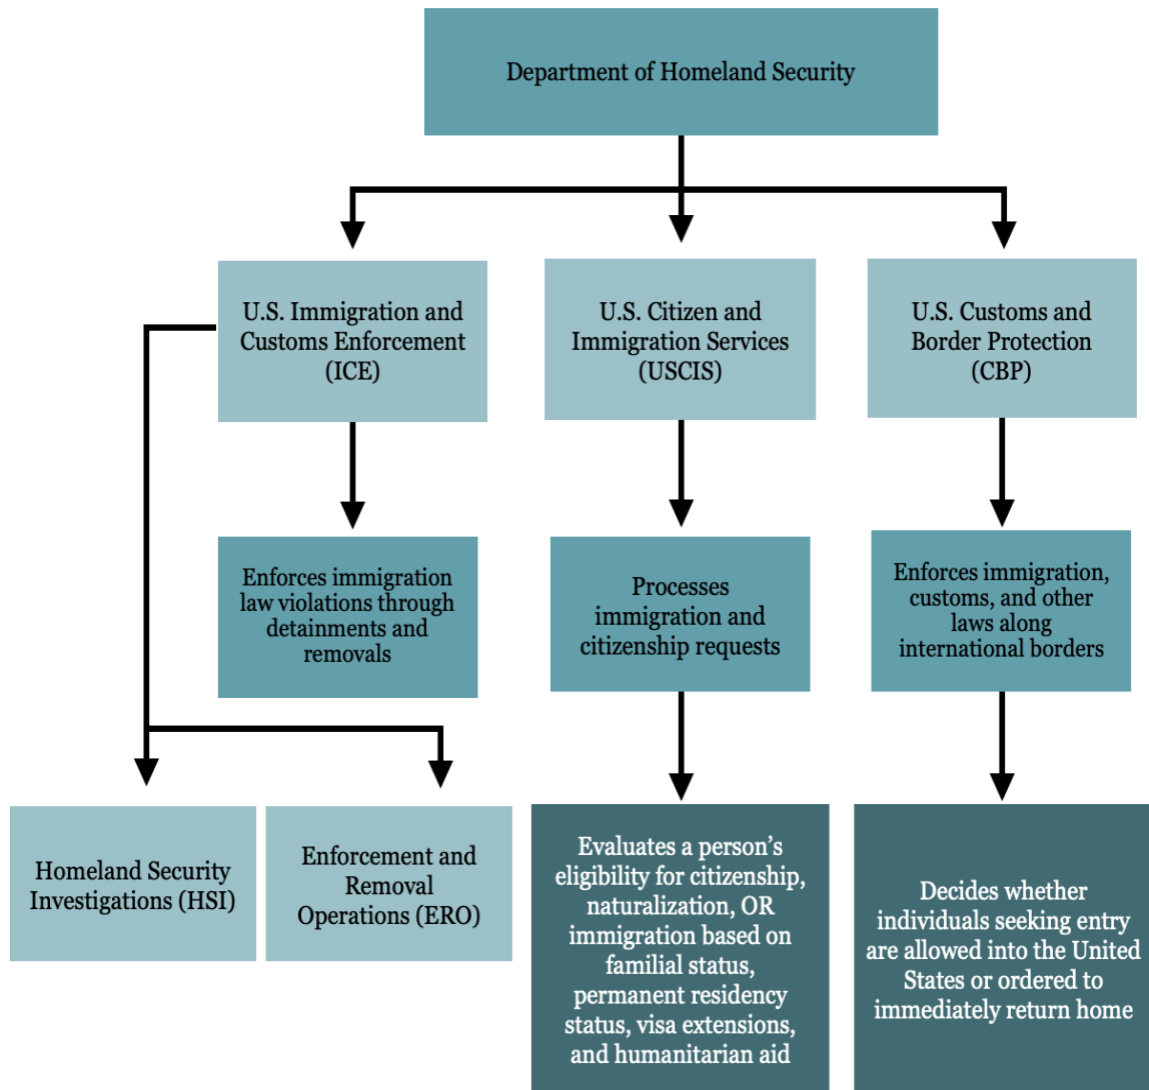 Department of Homeland Security
U.S. Immigration and
Customs Enforcement
(ICE)
U.S. Citizen and
Immigration Services
(USCIS)
U.S. Customs and
Border Protection
(CBP)
Enforces immigration
law violations through
detainments and
removals
Processes
immigration and
citizenship requests
Enforces immigration,
customs, and other
laws along
international borders
Homeland Security
Investigations (HSI)
Enforcement and
Removal
Operations (ERO)
Evaluates a person’s
eligibility for citizenship,
naturalization, OR
immigration based on
familial status,
permanent residency
status, visa extensions,
and humanitarian aid
Decides whether
individuals seeking entry
are allowed into the United
States or ordered to
immediately return home